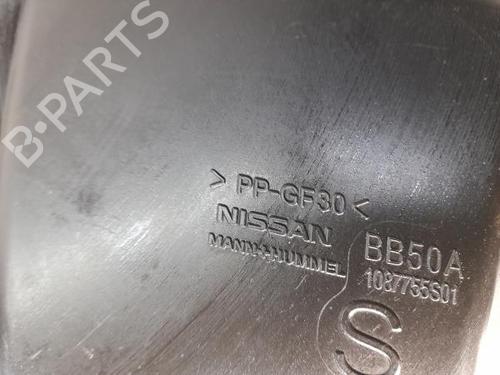 B-PARTS
> PP-GF30 <
NISSAN
MANN+HUMMEL
BB50A
1087755S01
S